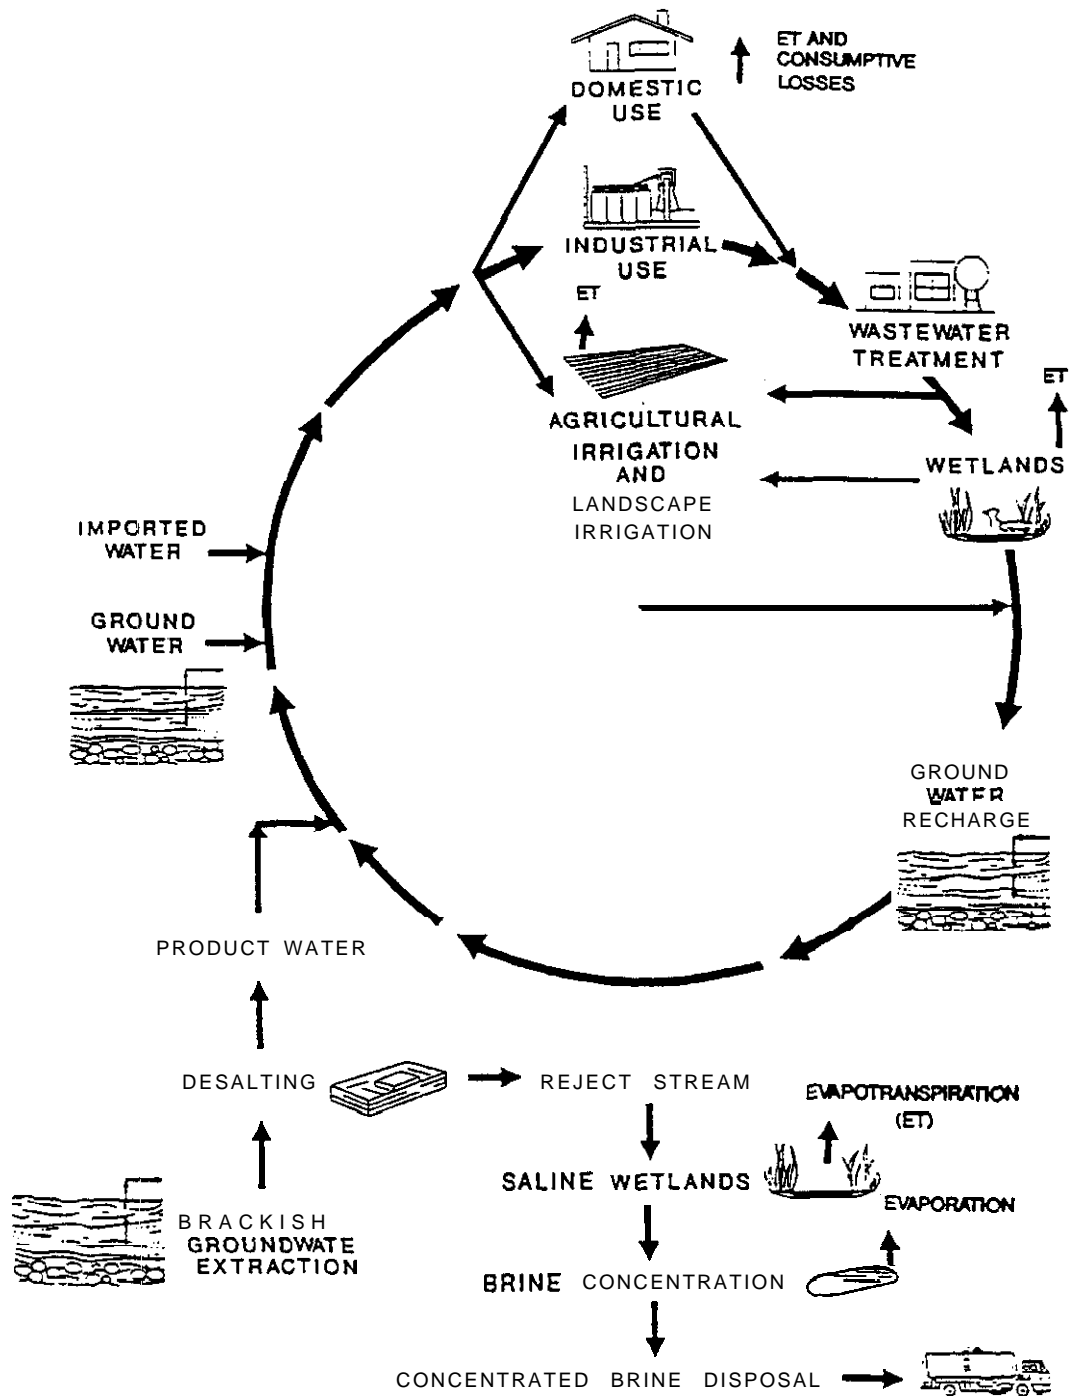 ET AND
CONSUMPTIVE
LOSSES
DOMESTIC
USE
INDUSTRIAL
USE
ET
WASTEWATER
TREATMENT
ET
AGRICULTURAL
IRRIGATION
AND
LANDSCAPE
IRRIGATION
WETLANDS
IMPORTED
WATER
GROUND
WATER
GROUND
WATER
RECHARGE
PRODUCT WATER
DESALTING
REJECT STREAM
EVAPOTRANSPIRATION
(ET)
SALINE WETLANDS
EVAPORATION
BRACKISH
GROUNDWATE
EXTRACTION
BRINE CONCENTRATION
CONCENTRATED BRINE DISPOSAL